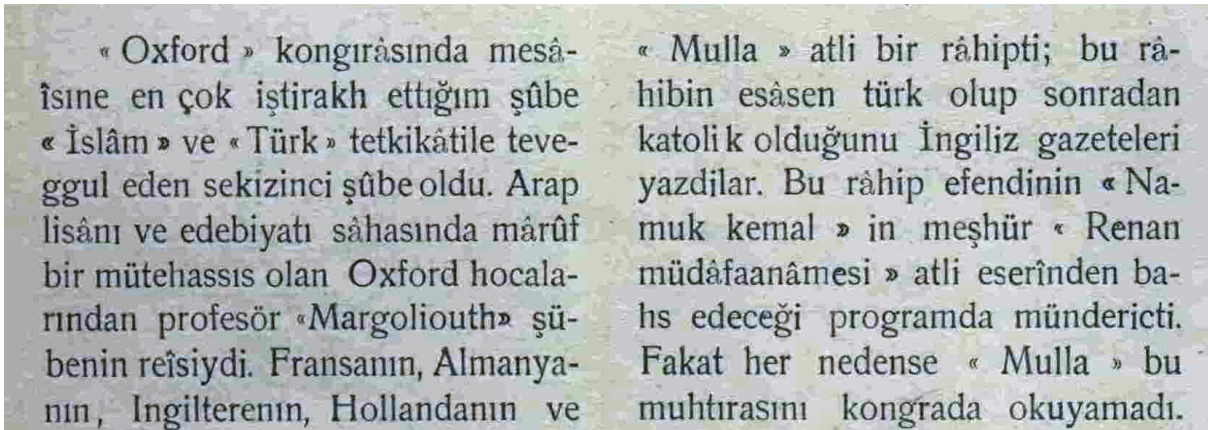 « Oxford » kongırâsında mesâ-
îsıne en çok iştirakh ettığım şûbe
« İslâm » ve « Türk » tetkikâtile teve-
ggul eden sekizinci şûbe oldu. Arap
lisânı ve edebiyatı sâhasında mârûf
bir mütehassıs olan Oxford hocala-
rından profesör «Margoliouth» şü-
benin reîsiydi. Fransanın, Almanya-
nın, Ingilterenın, Hollandanın ve
« Mulla » atli bir râhipti; bu râ-
hibin esâsen türk olup sonradan
katolik olduğunu İngiliz gazeteleri
yazdilar. Bu râhip efendinin « Na-
muk kemal » in meşhür « Renan
müdâfaanâmesi » atli eserînden ba-
hs edeceği programda münderictı.
Fakat her nedense « Mulla » bu
muhtırasını kongrada okuyamadı.